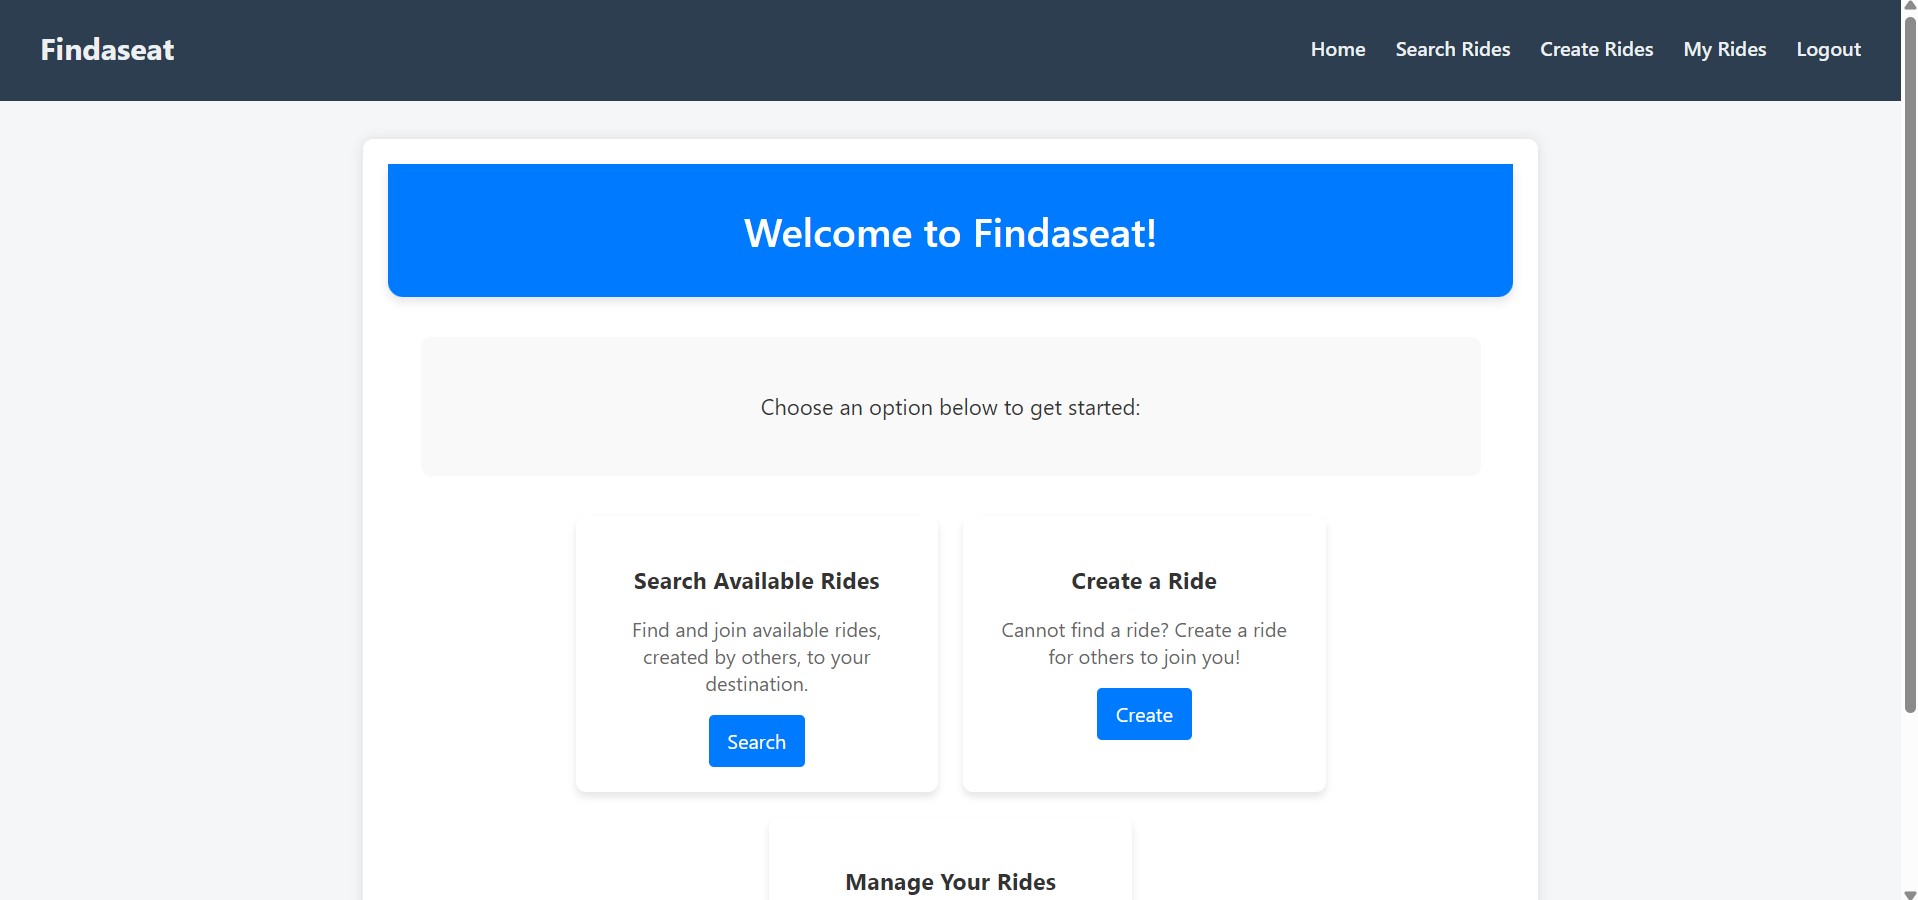 Findaseat
Home Search Rides Create Rides My Rides Logout
Welcome to Findaseat!
Choose an option below to get started:
Search Available Rides
Find and join available rides,
created by others, to your
destination.
Search
Create a Ride
Cannot find a ride? Create a ride
for others to join you!
Create
Manage Your Rides